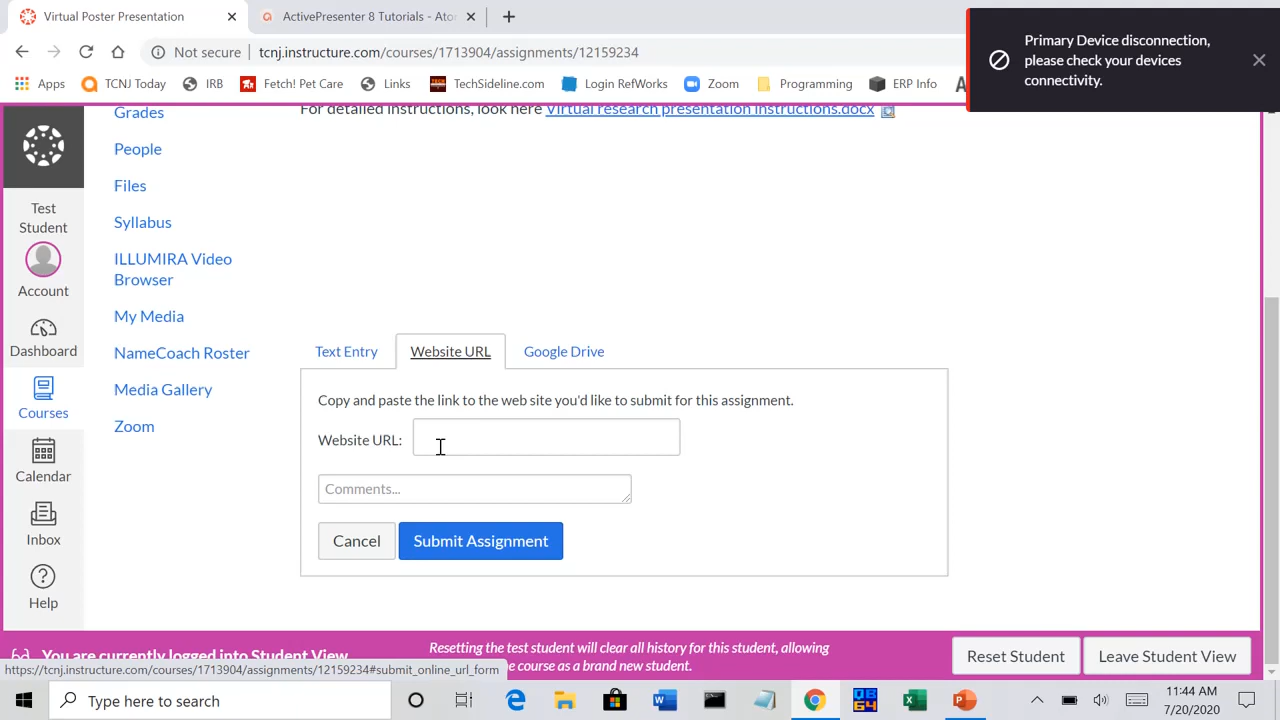 Virtual Poster Presentation
ActivePresenter 8 Tutorials - Ato
Primary Device disconnection,
please check your devices
connectivity.
Not secure
tcnj.instructure.com/courses/1713904/assignments/12159234
Apps
TCNJ Today
IRB
Fetch! Pet Care
Links
TechSideline.com
Login RefWorks
Zoom
Programming
ERP Info
For detailed instructions, look here Virtual research presentation instructions.docx
Test
Student
Account
Dashboard
Courses
Calendar
Inbox
Help
Grades
People
Files
Syllabus
ILLUMIRA Video
Browser
My Media
NameCoach Roster
Media Gallery
Zoom
Text Entry
Website URL
Google Drive
Copy and paste the link to the web site you'd like to submit for this assignment.
Website URL:
Comments...
Cancel
Submit Assignment
You are currently logged into Student View
Resetting the test student will clear all history for this student, allowing
the course as a brand new student.
Reset Student
Leave Student View
https://tcnj.instructure.com/courses/1713904/assignments/12159234#submit_online_url_form
Type here to search
11:44 AM
7/20/2020